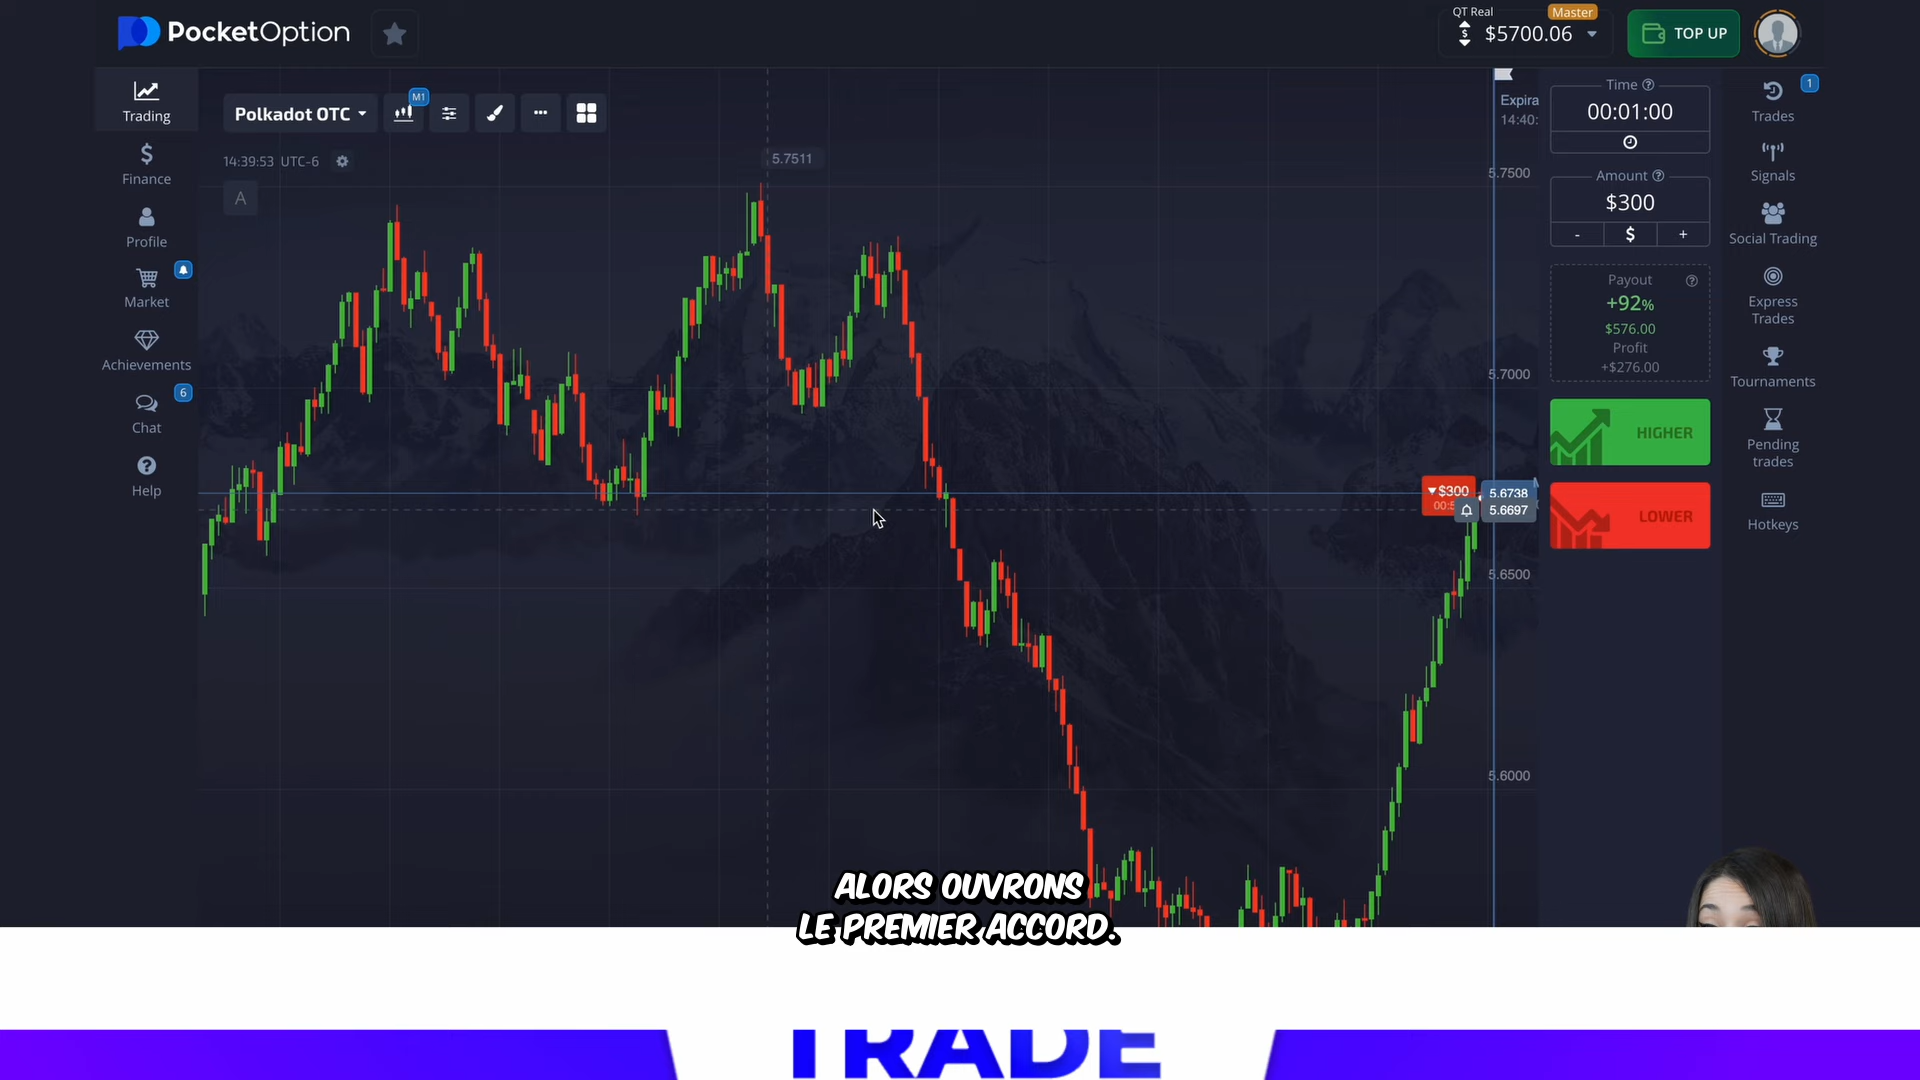 PocketOption
QT Real
Master
$5700.06
TOP UP
Trading
Finance
Profile
Market
Achievements
6
Chat
Help
Polkadot OTC
M1
14:39:53 UTC-6
A
5.7511
Expira
14:40:
5.7500
5.7000
$300
5.6738
5.6697
5.6500
5.6000
Time
00:01:00
Amount
$300
- $ +
Payout
+92%
$576.00
Profit
+$276.00
HIGHER
LOWER
1
Trades
Signals
Social Trading
Express
Trades
Tournaments
Pending
trades
Hotkeys
ALORS OUVRONS
LE PREMIER ACCORD.
TRADE